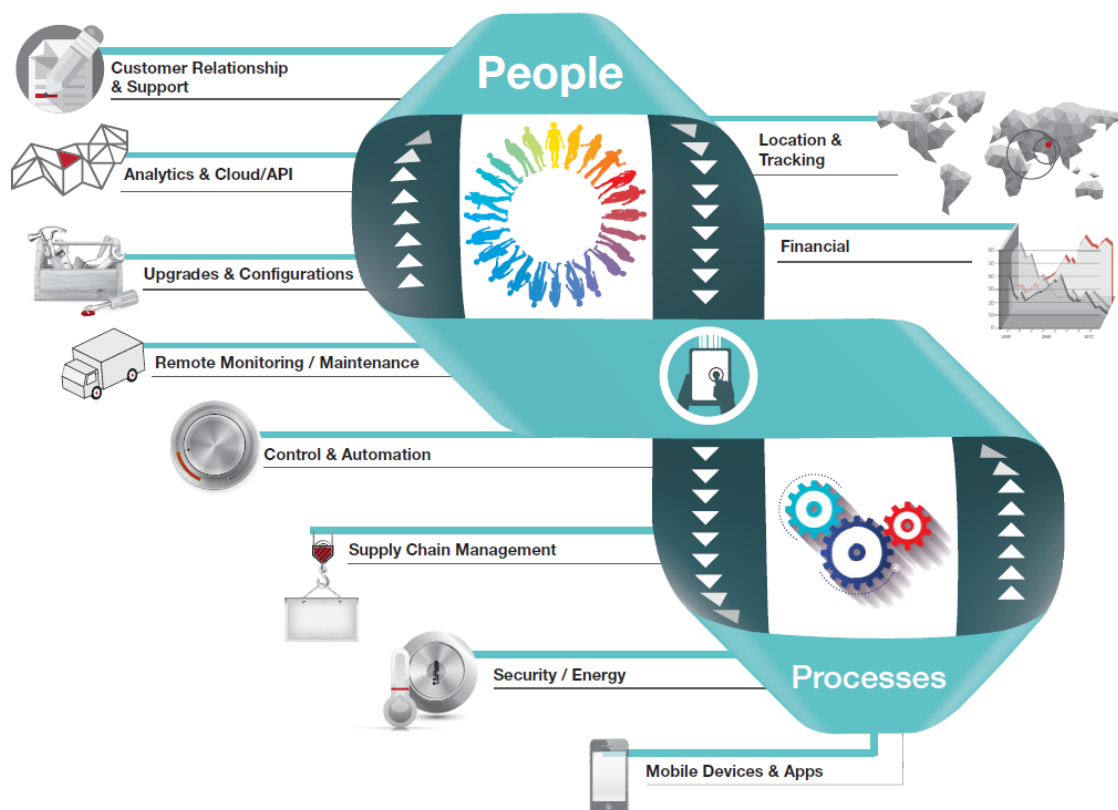 People
Customer Relationship
& Support
Location &
Tracking
Analytics & Cloud/API
Financial
Upgrades & Configurations
Remote Monitoring / Maintenance
Control & Automation
Supply Chain Management
Security / Energy
Processes
Mobile Devices & Apps